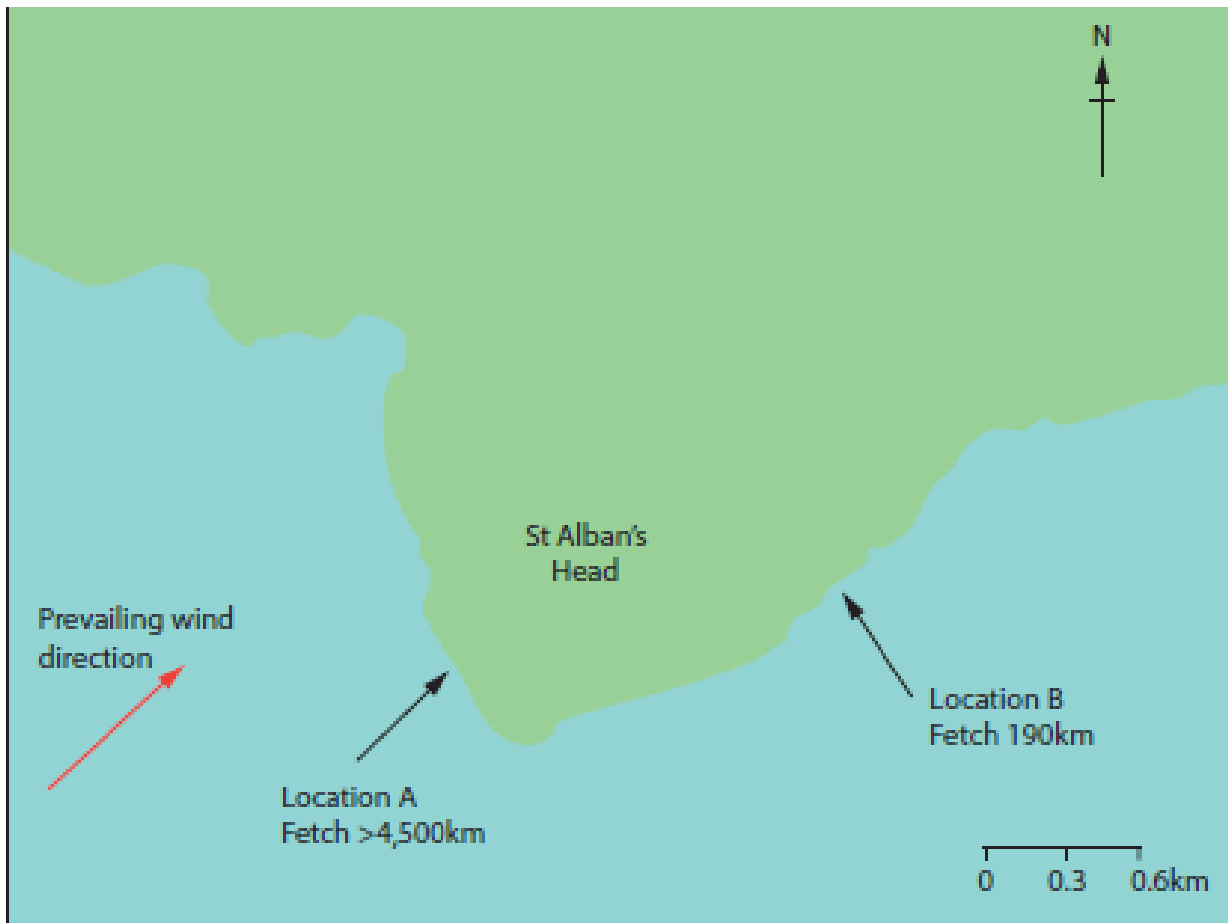 N
St Alban's
Head
Prevailing wind
direction
Location B
Fetch 190km
Location A
Fetch >4,500km
0 0.3 0.6km